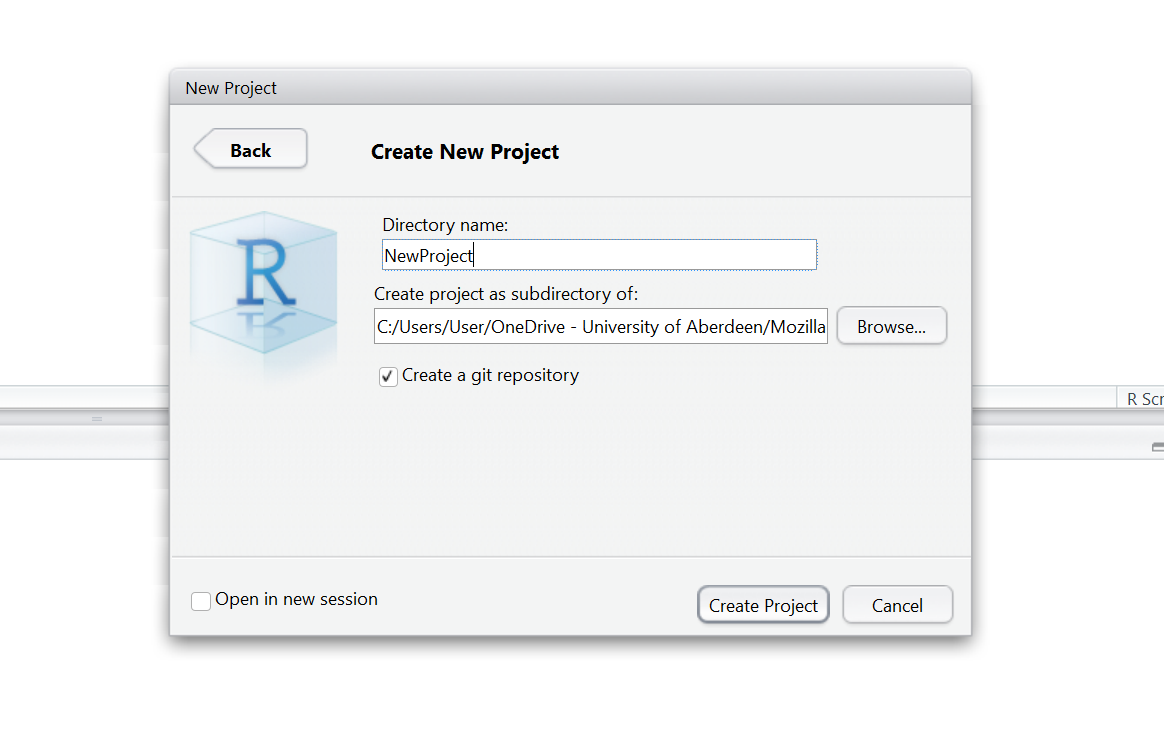 New Project
Back
Create New Project
R
Directory name:
NewProject
Create project as subdirectory of:
C:/Users/User/OneDrive - University of Aberdeen/Mozilla
Browse...
Create a git repository
R Scr
Open in new session
Create Project
Cancel